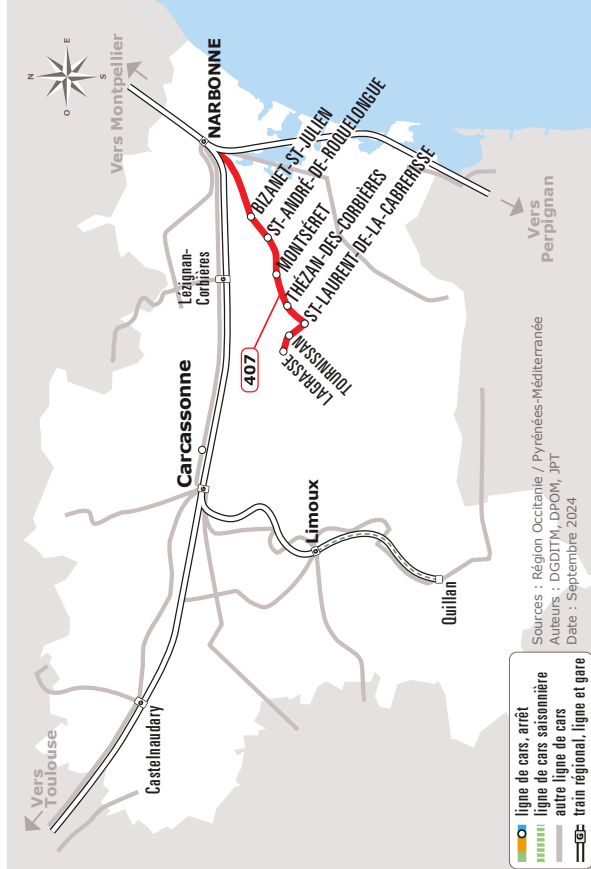 Vers
Toulouse
Castelnaudary
Carcassonne
Limoux
Quillan
Lézignan-
Corbières
Vers Montpellier
N
E
S
O
NARBONNE
BIZANET-ST-JULIEN
ST-ANDRÉ-DE-ROQUELONGUE
MONTSÉRET
THÉZAN-DES-CORBIÈRES
ST-LAURENT-DE-LA-CABRERISSE
TOURNISSAN
LAGRASSE
407
Vers
Perpignan
ligne de cars, arrêt
ligne de cars saisonnière
autre ligne de cars
G train régional, ligne et gare
Sources : Région Occitanie / Pyrénées-Méditerranée
Auteurs : DGDITM, DPOM, JPT
Date : Septembre 2024